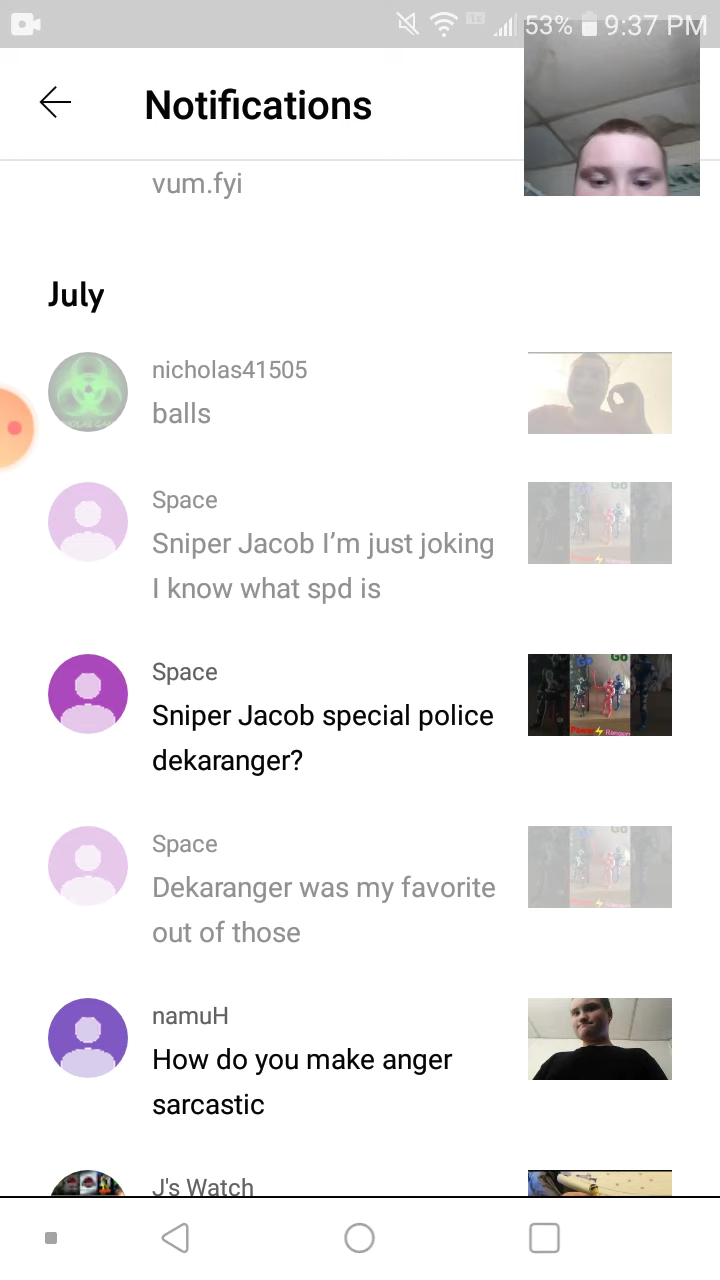 53% 9:37 PM
Notifications
vum.fyi
July
nicholas41505
balls
Space
Sniper Jacob I’m just joking
I know what spd is
Space
Sniper Jacob special police
dekaranger?
Go
Space
Dekaranger was my favorite
out of those
namuH
How do you make anger
sarcastic
J's Watch